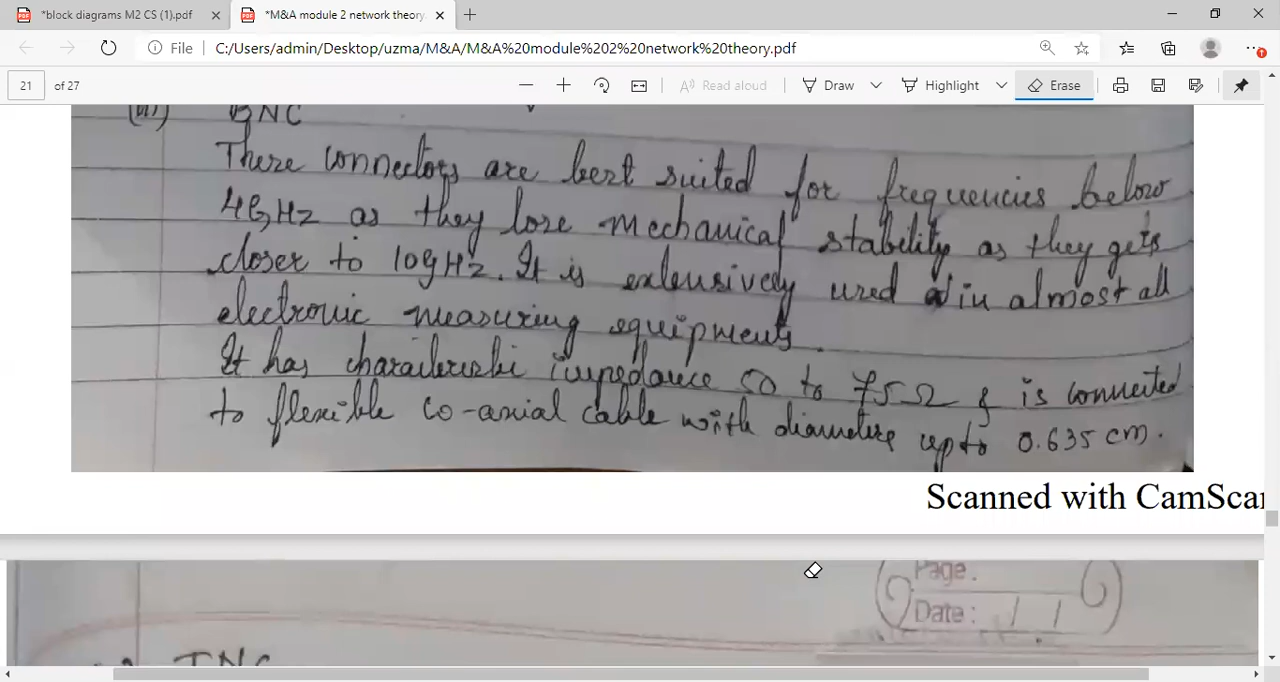 *block diagrams M2 CS (1).pdf
*M&A module 2 network theory.
File
C:/Users/admin/Desktop/uzma/M&A/M&A%20module%202%20network%20theory.pdf
21 of 27
Read aloud
Draw
Highlight
Erase
(iii) BNC
These connectors are best suited for frequencies below
4GHz as they lose mechanical stability as they gets
closer to 10GHz. It is extensively used in almost all
electronic measuring equipments.
It has characteristic impedance 50 to 75Ω & is connected
to flexible co-axial cable with diameters upto 0.635 cm.
Scanned with CamScan
Page :
Date : / /
TNC